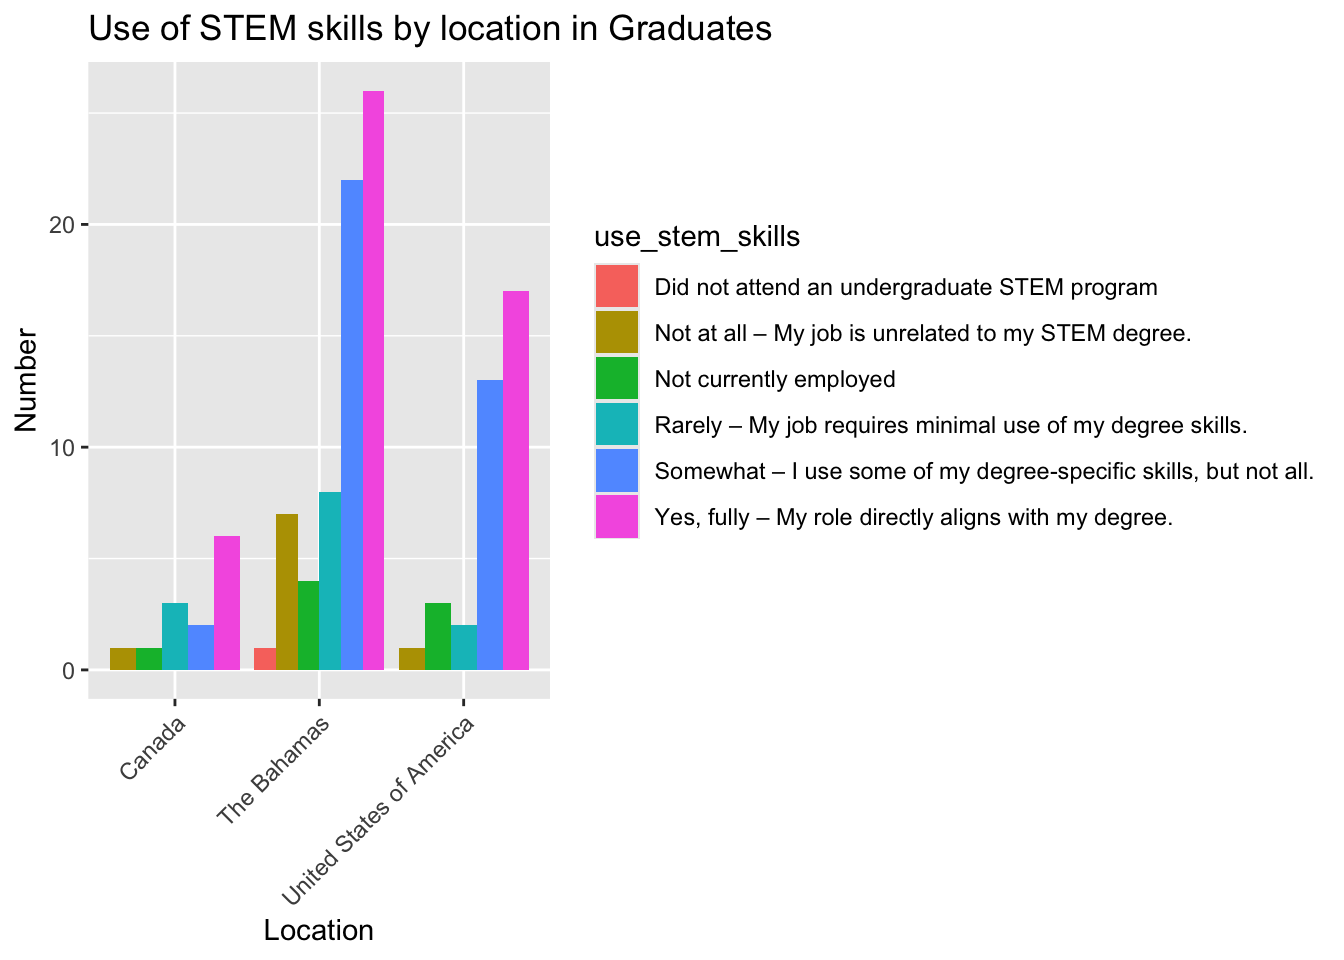 Use of STEM skills by location in Graduates
Number
20
10
0
Canada
The Bahamas
United States of America
Location
use_stem_skills
Did not attend an undergraduate STEM program
Not at all – My job is unrelated to my STEM degree.
Not currently employed
Rarely – My job requires minimal use of my degree skills.
Somewhat – I use some of my degree-specific skills, but not all.
Yes, fully – My role directly aligns with my degree.